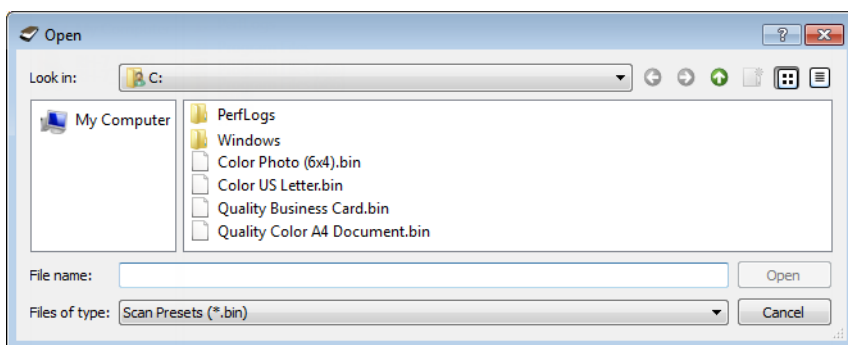 Open
Look in:
C:
My Computer
PerfLogs
Windows
Color Photo (6x4).bin
Color US Letter.bin
Quality Business Card.bin
Quality Color A4 Document.bin
File name:
Open
Files of type:
Scan Presets (*.bin)
Cancel